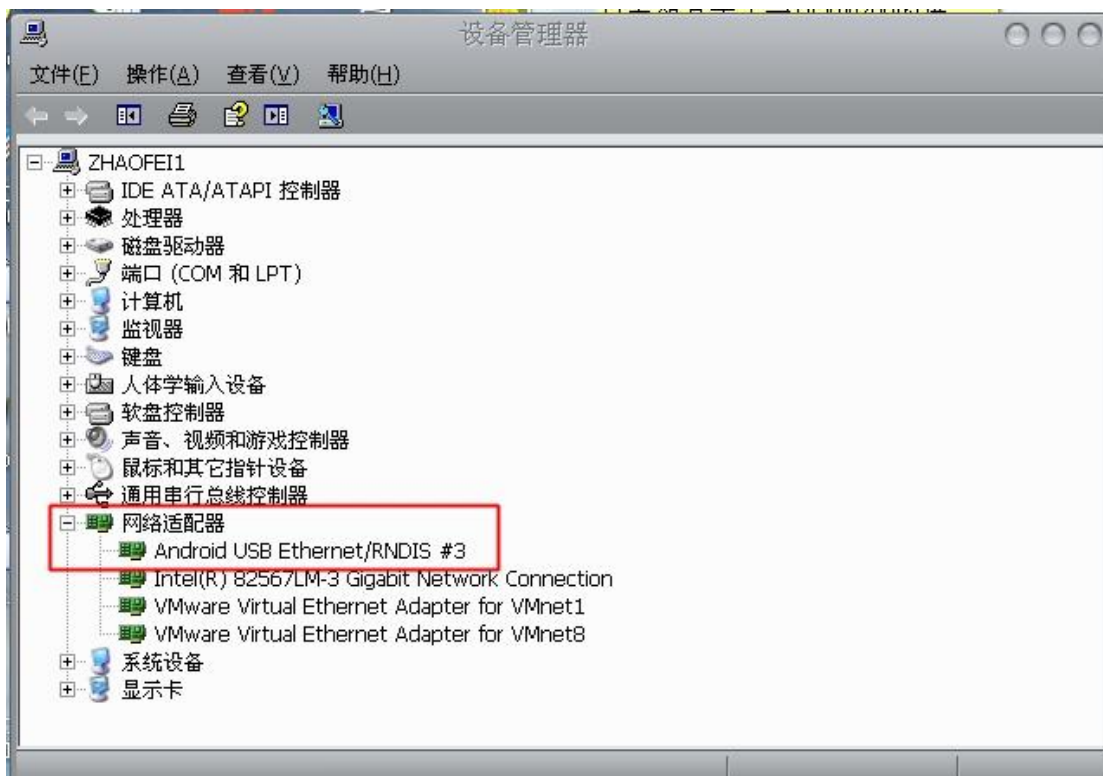 设备管理器
文件(F) 操作(A) 查看(V) 帮助(H)
ZHAOFEI1
IDE ATA/ATAPI 控制器
处理器
磁盘驱动器
端口 (COM 和 LPT)
计算机
监视器
键盘
人体学输入设备
软盘控制器
声音、视频和游戏控制器
鼠标和其它指针设备
通用串行总线控制器
网络适配器
Android USB Ethernet/RNDIS #3
Intel(R) 82567LM-3 Gigabit Network Connection
VMware Virtual Ethernet Adapter for VMnet1
VMware Virtual Ethernet Adapter for VMnet8
系统设备
显示卡